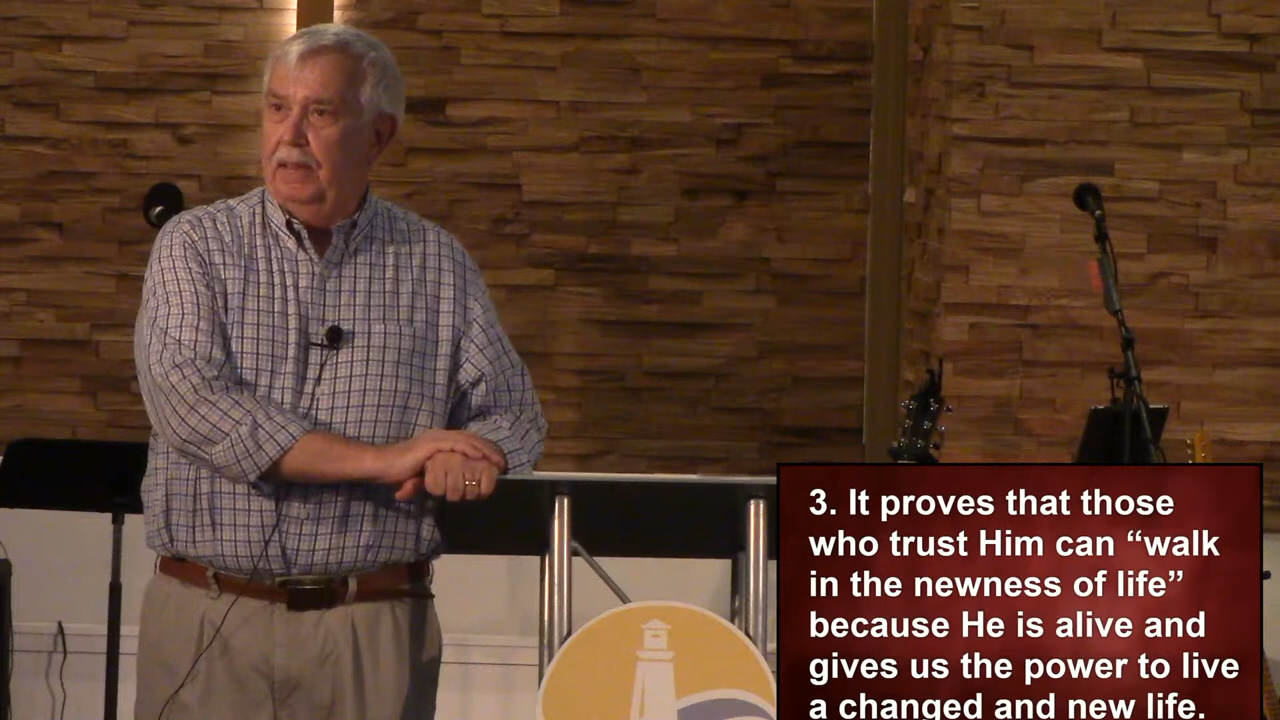 3. It proves that those
who trust Him can “walk
in the newness of life”
because He is alive and
gives us the power to live
a changed and new life.